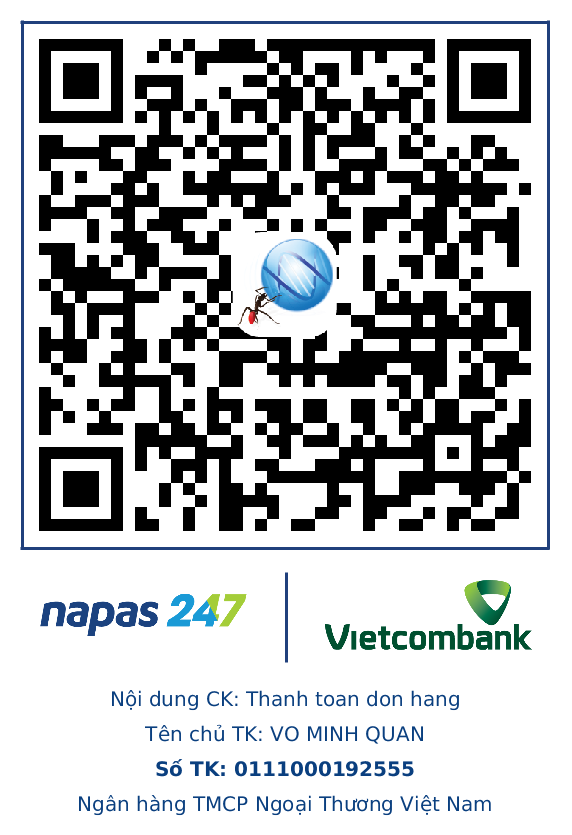 napas 247
Vietcombank
Nội dung CK: Thanh toan don hang
Tên chủ TK: VO MINH QUAN
Số TK: 0111000192555
Ngân hàng TMCP Ngoại Thương Việt Nam